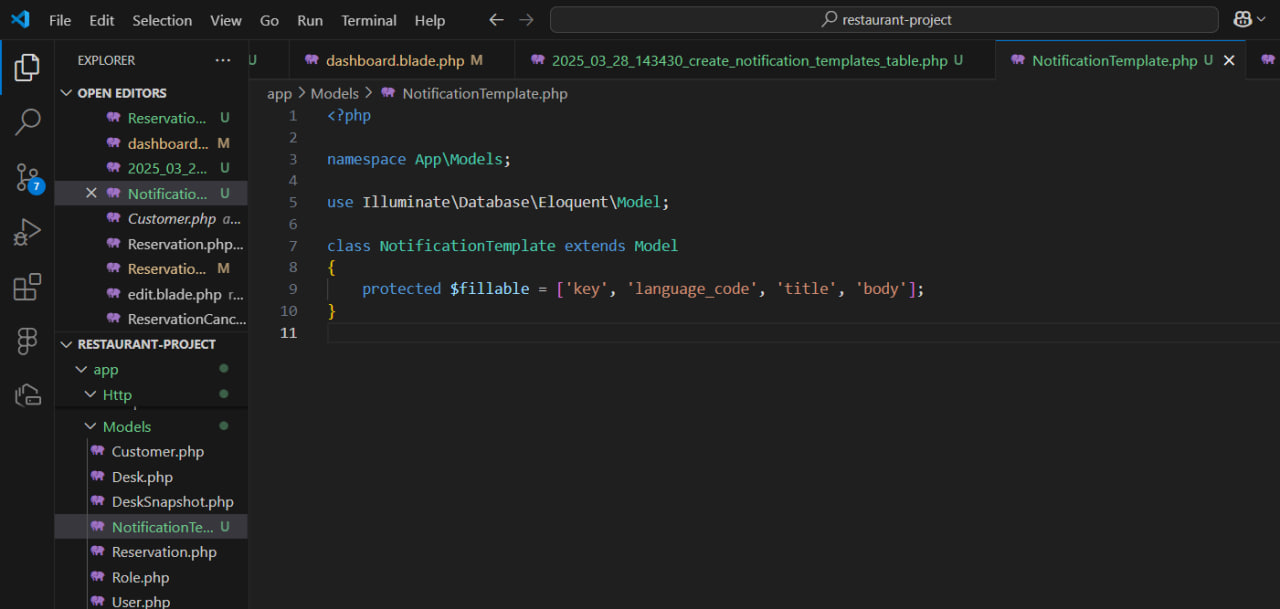 File Edit Selection View Go Run Terminal Help
restaurant-project
EXPLORER
OPEN EDITORS
Reservatio... U
dashboard... M
2025_03_2... U
Notificatio... U
Customer.php a...
Reservation.php...
Reservatio... M
edit.blade.php r...
ReservationCanc...
RESTAURANT-PROJECT
app
Http
Models
Customer.php
Desk.php
DeskSnapshot.php
NotificationTe... U
Reservation.php
Role.php
User.php
7
U
dashboard.blade.php M
2025_03_28_143430_create_notification_templates_table.php U
NotificationTemplate.php U
app > Models > NotificationTemplate.php
1 <?php
2
3 namespace App\Models;
4
5 use Illuminate\Database\Eloquent\Model;
6
7 class NotificationTemplate extends Model
8 {
9 protected $fillable = ['key', 'language_code', 'title', 'body'];
10 }
11